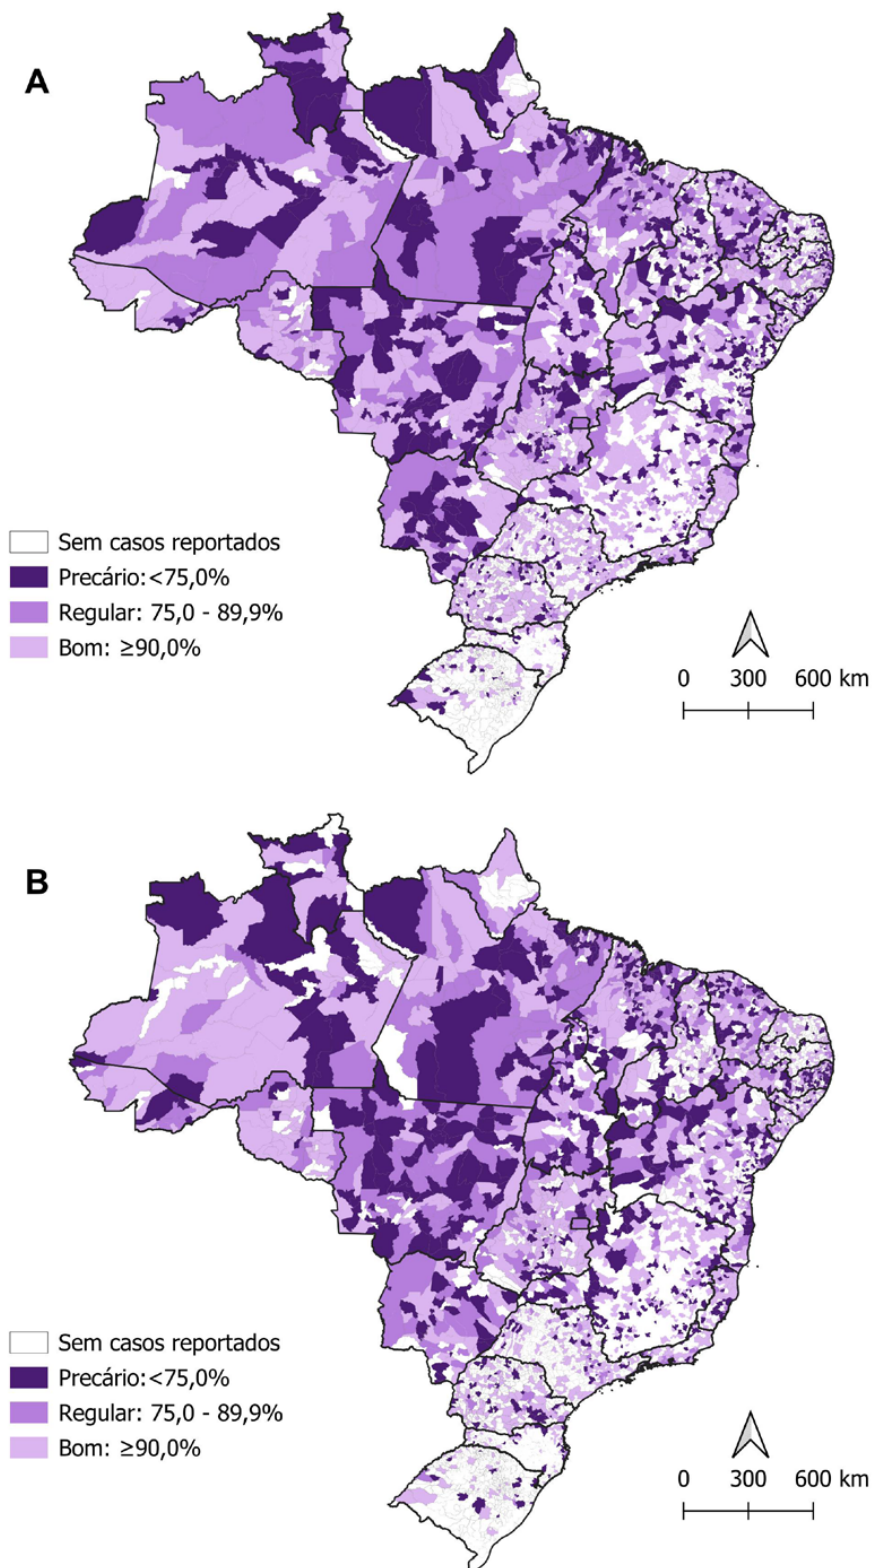 A
Sem casos reportados
Precário:<75,0%
Regular: 75,0 - 89,9%
Bom: ≥90,0%
0 300 600 km
B
Sem casos reportados
Precário:<75,0%
Regular: 75,0 - 89,9%
Bom: ≥90,0%
0 300 600 km